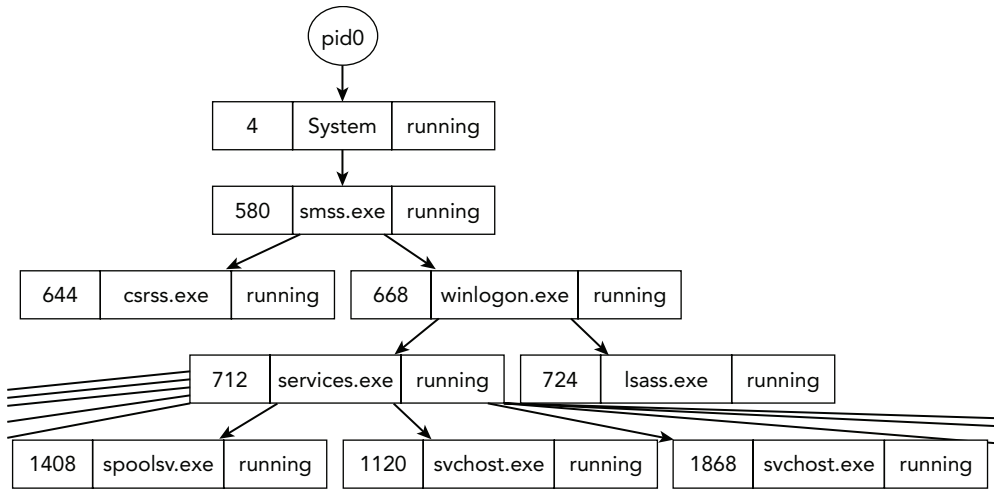 pid0
4 System running
580 smss.exe running
644 csrss.exe running 668 winlogon.exe running
712 services.exe running 724 lsass.exe running
1408 spoolsv.exe running 1120 svchost.exe running 1868 svchost.exe running